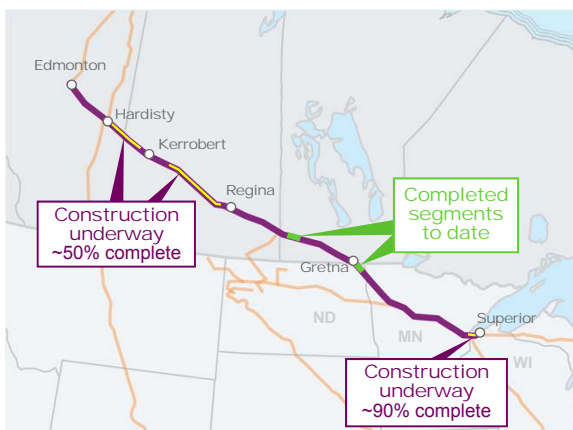 Edmonton
Hardisty
Kerrobert
Regina
Completed
segments
to date
Construction
underway
~50% complete
Gretna
ND
MN
Superior
WI
Construction
underway
~90% complete